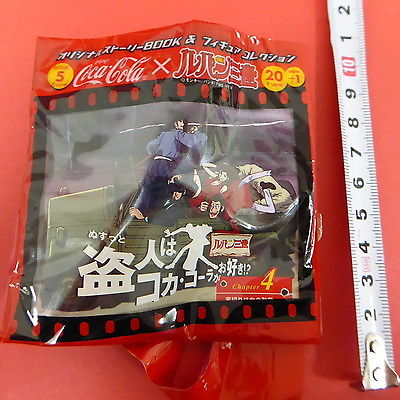 オリジナルストーリーBOOK & フィギュアコレクション
5
Coca-Cola × ルパン三世
20
+1
ぬすっと
盗人は
ルパン三世
コカ・コーラがお好き!?
Chapter 4
1 2 3 4 5 6 7 8 9 10 1 2